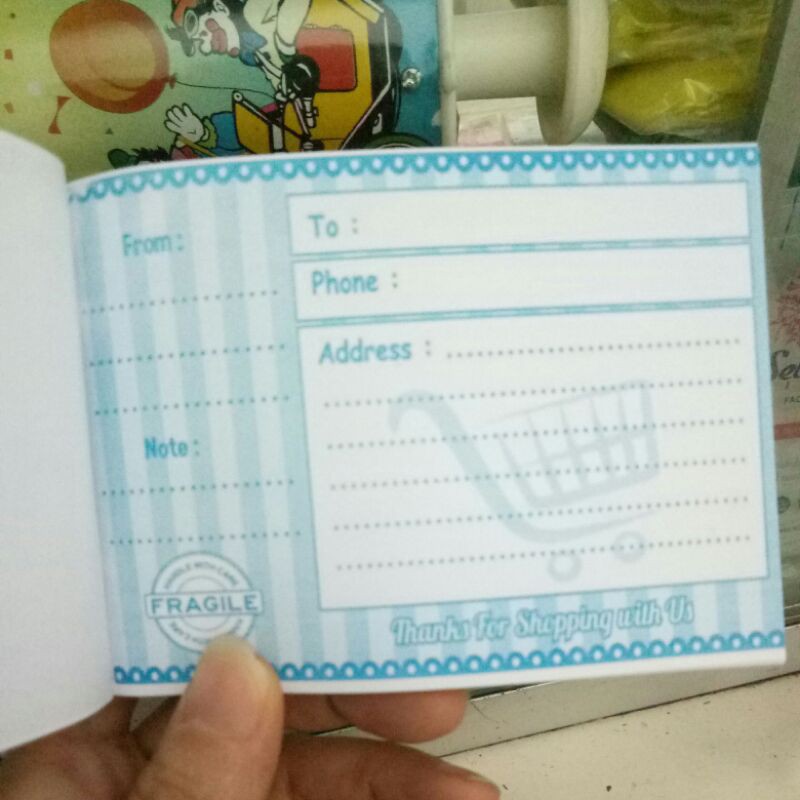 From :
Note :
HANDLE WITH CARE
FRAGILE
To :
Phone :
Address :
Thanks For Shopping with Us